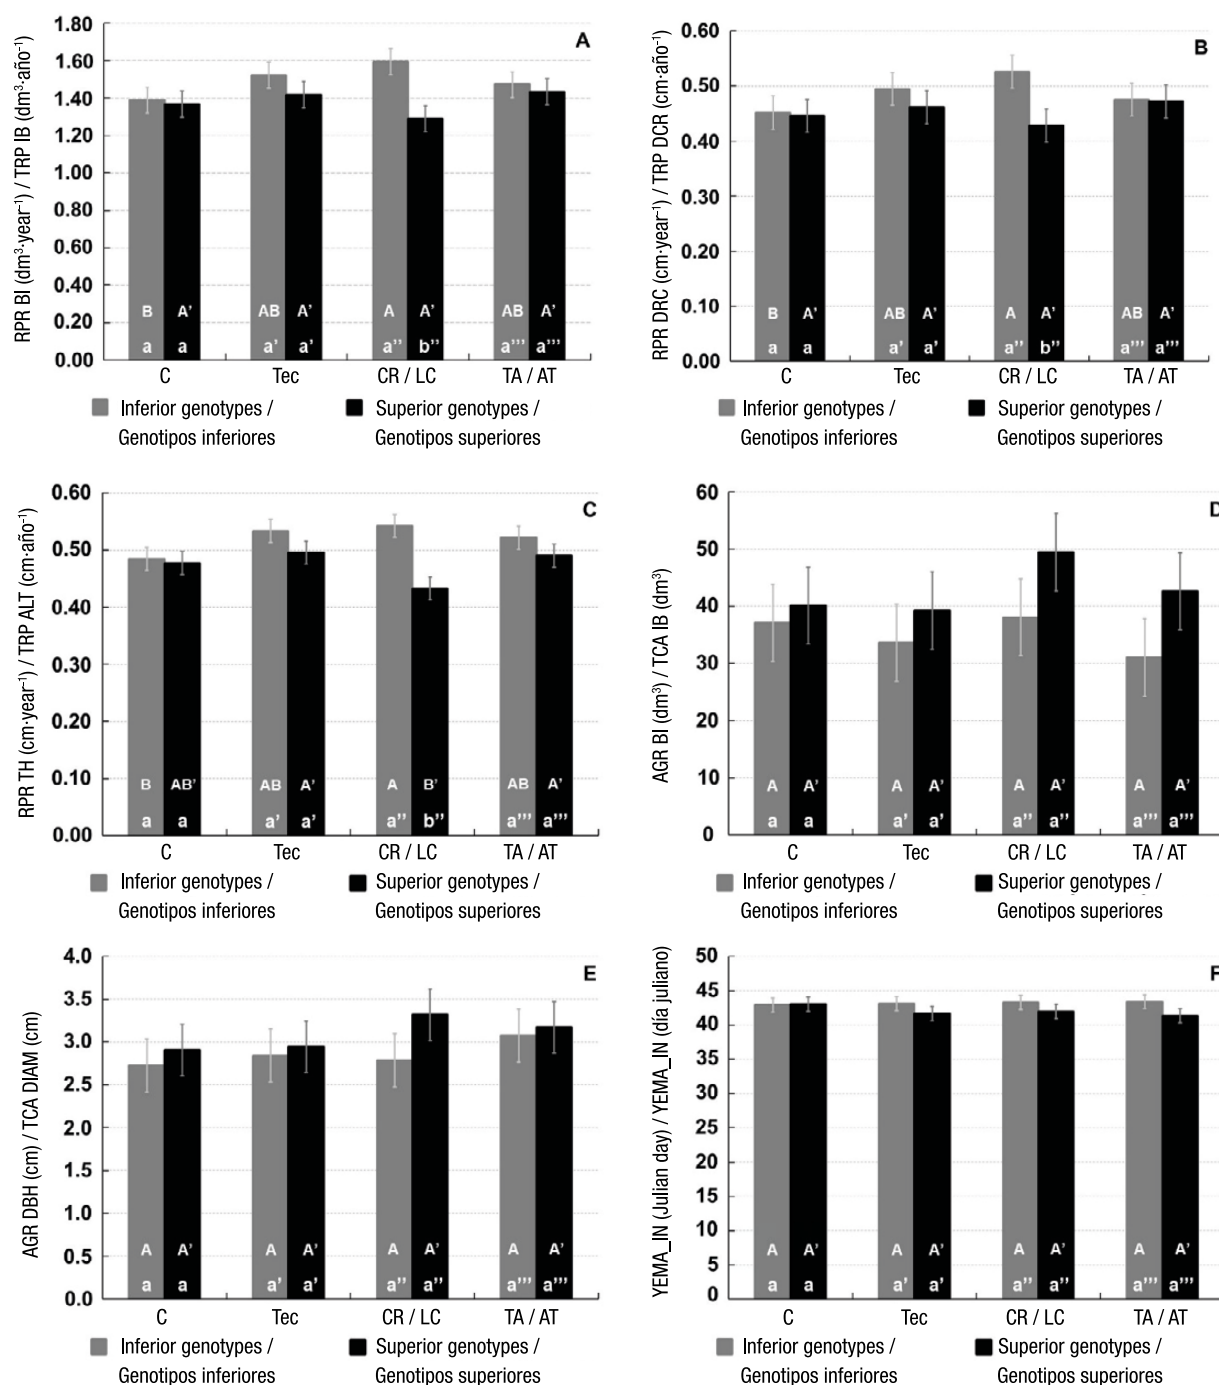 A
RPR BI (dm³·year⁻¹) / TRP IB (dm³·año⁻¹)
1.80
1.60
1.40
1.20
1.00
0.80
0.60
0.40
0.20
0.00
B A' AB A' A A' AB A'
a a a' a' a'' b'' a''' a'''
C Tec CR / LC TA / AT
Inferior genotypes / Superior genotypes /
Genotipos inferiores Genotipos superiores
B
RPR DRC (cm·year⁻¹) / TRP DCR (cm·año⁻¹)
0.60
0.50
0.40
0.30
0.20
0.10
0.00
B A' AB A' A A' AB A'
a a a' a' a'' b'' a''' a'''
C Tec CR / LC TA / AT
Inferior genotypes / Superior genotypes /
Genotipos inferiores Genotipos superiores
C
RPR TH (cm·year⁻¹) / TRP ALT (cm·año⁻¹)
0.60
0.50
0.40
0.30
0.20
0.10
0.00
B AB' AB A' A B' AB A'
a a a' a' a'' b'' a''' a'''
C Tec CR / LC TA / AT
Inferior genotypes / Superior genotypes /
Genotipos inferiores Genotipos superiores
D
AGR BI (dm³) / TCA IB (dm³)
60
50
40
30
20
10
0
A A' A A' A A' A A'
a a a' a' a'' a'' a''' a'''
C Tec CR / LC TA / AT
Inferior genotypes / Superior genotypes /
Genotipos inferiores Genotipos superiores
E
AGR DBH (cm) / TCA DIAM (cm)
4.0
3.5
3.0
2.5
2.0
1.5
1.0
0.5
0.0
A A' A A' A A' A A'
a a a' a' a'' a'' a''' a'''
C Tec CR / LC TA / AT
Inferior genotypes / Superior genotypes /
Genotipos inferiores Genotipos superiores
F
YEMA_IN (Julian day) / YEMA_IN (día juliano)
50
45
40
35
30
25
20
15
10
5
0
A A' A A' A A' A A'
a a a' a' a'' a'' a''' a'''
C Tec CR / LC TA / AT
Inferior genotypes / Superior genotypes /
Genotipos inferiores Genotipos superiores